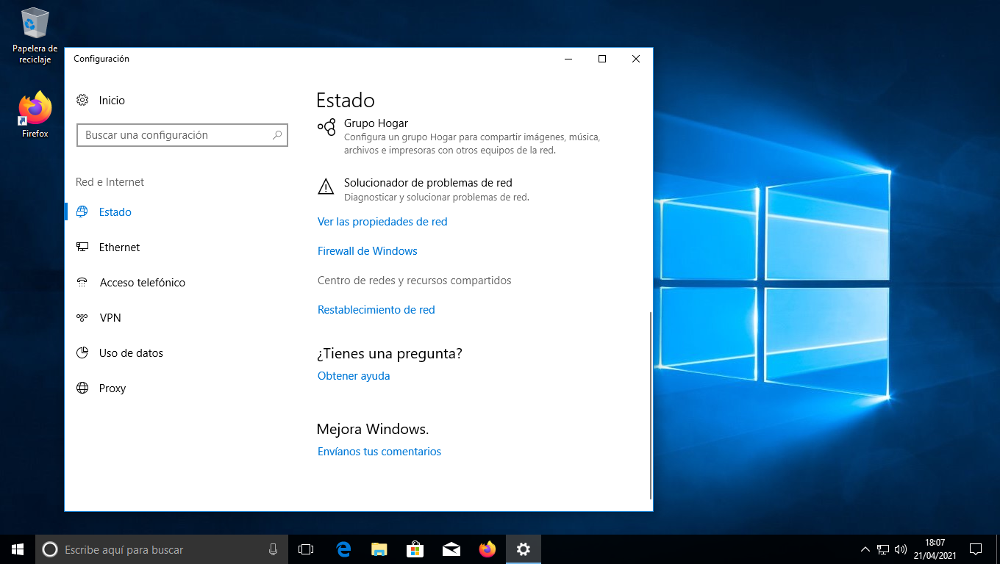 Papelera de
reciclaje
Firefox
Configuración
Inicio
Buscar una configuración
Red e Internet
Estado
Ethernet
Acceso telefónico
VPN
Uso de datos
Proxy
Estado
Grupo Hogar
Configura un grupo Hogar para compartir imágenes, música,
archivos e impresoras con otros equipos de la red.
Solucionador de problemas de red
Diagnosticar y solucionar problemas de red.
Ver las propiedades de red
Firewall de Windows
Centro de redes y recursos compartidos
Restablecimiento de red
¿Tienes una pregunta?
Obtener ayuda
Mejora Windows.
Envíanos tus comentarios
Escribe aquí para buscar
18:07
21/04/2021